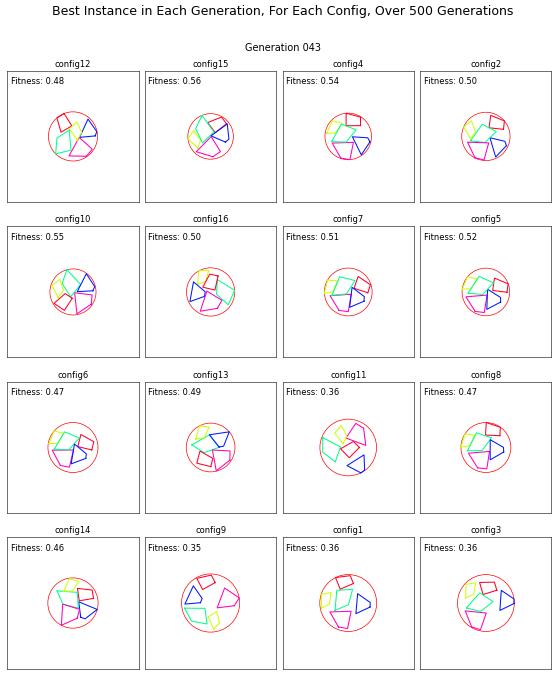 Best Instance in Each Generation, For Each Config, Over 500 Generations
Generation 043
config12
config15
config4
config2
Fitness: 0.48
Fitness: 0.56
Fitness: 0.54
Fitness: 0.50
config10
config16
config7
config5
Fitness: 0.55
Fitness: 0.50
Fitness: 0.51
Fitness: 0.52
config6
config13
config11
config8
Fitness: 0.47
Fitness: 0.49
Fitness: 0.36
Fitness: 0.47
config14
config9
config1
config3
Fitness: 0.46
Fitness: 0.35
Fitness: 0.36
Fitness: 0.36